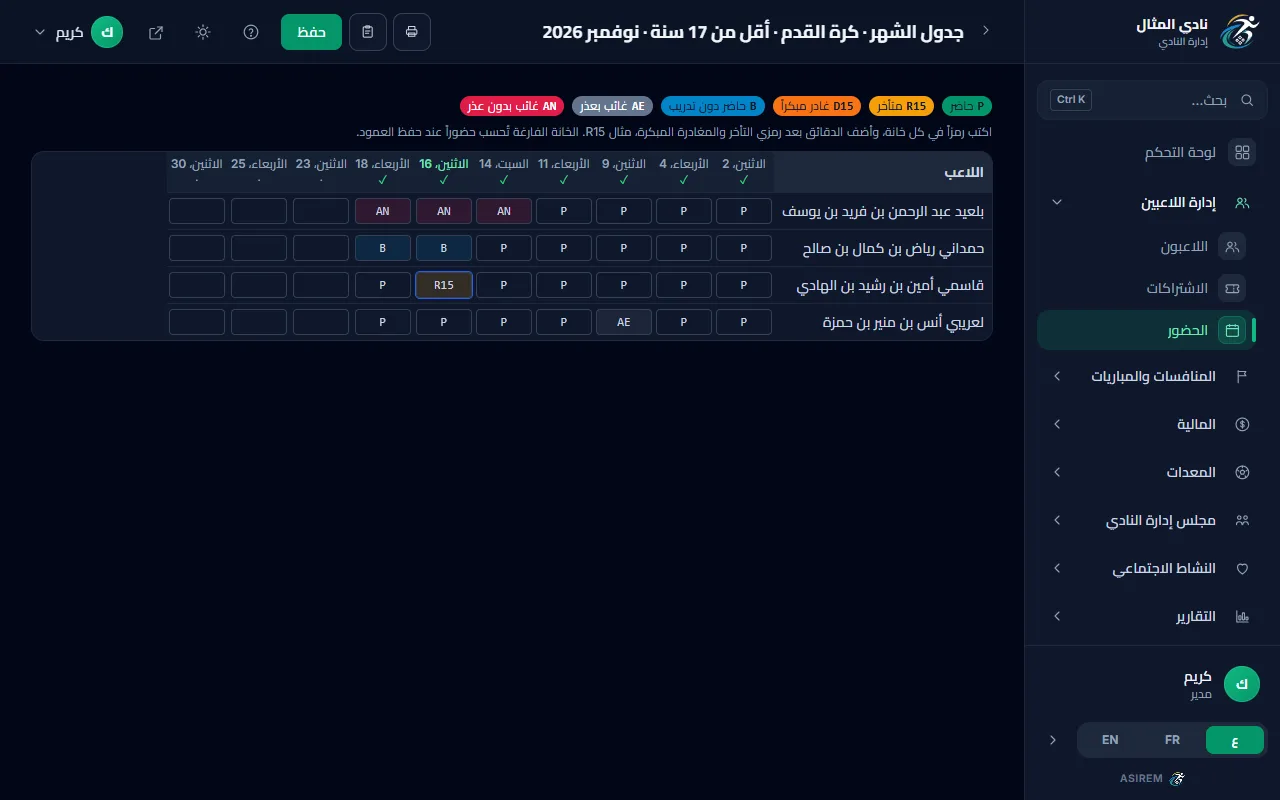 نادي المثال
إدارة النادي
بحث... Ctrl K
لوحة التحكم
إدارة اللاعبين
اللاعبون
الاشتراكات
الحضور
المنافسات والمباريات
المالية
المعدات
مجلس إدارة النادي
النشاط الاجتماعي
التقارير
ك كريم
مدير
ع FR EN
ASIREM
جدول الشهر · كرة القدم · أقل من 17 سنة · نوفمبر 2026
حفظ
ك كريم
P حاضر R15 متأخر D15 غادر مبكراً B حاضر دون تدريب AE غائب بعذر AN غائب بدون عذر
اكتب رمزاً في كل خانة، وأضف الدقائق بعد رمزي التأخر والمغادرة المبكرة، مثال R15. الخانة الفارغة تُحسب حضوراً عند حفظ العمود.
اللاعب الاثنين، 2 الأربعاء، 4 الاثنين، 9 الأربعاء، 11 السبت، 14 الاثنين، 16 الأربعاء، 18 الاثنين، 23 الأربعاء، 25 الاثنين، 30
✓ ✓ ✓ ✓ ✓ ✓ ✓ · · ·
بلعيد عبد الرحمن بن فريد بن يوسف P P P P AN AN AN
حمداني رياض بن كمال بن صالح P P P P P B B
قاسمي أمين بن رشيد بن الهادي P P P P P R15 P
لعريبي أنس بن منير بن حمزة P P AE P P P P